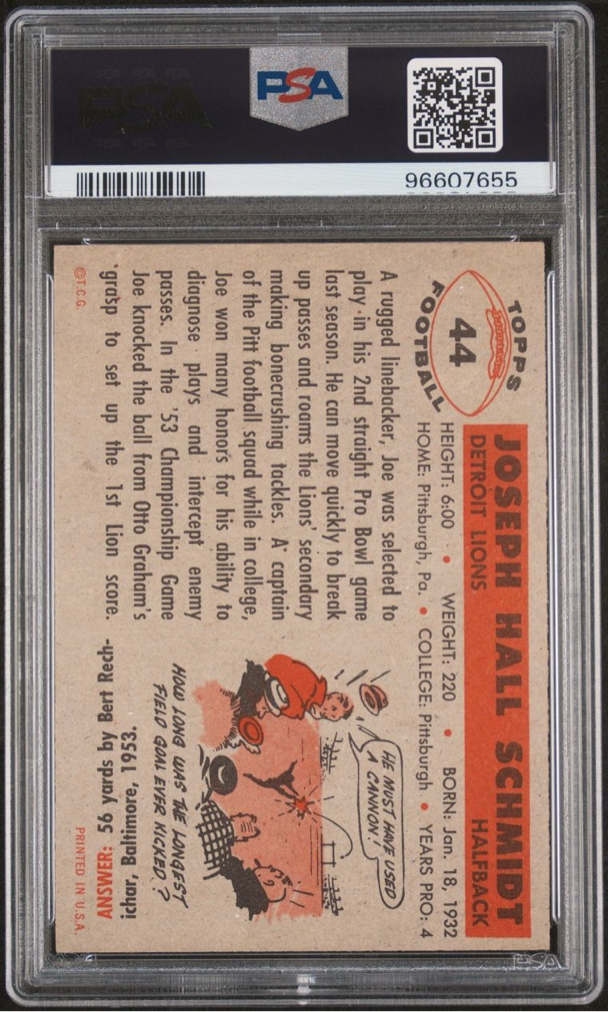 PSA
96607655
TOPPS
44
FOOTBALL
JOSEPH HALL SCHMIDT
DETROIT LIONS HALFBACK
HEIGHT: 6:00 • WEIGHT: 220 • BORN: Jan. 18, 1932
HOME: Pittsburgh, Pa. • COLLEGE: Pittsburgh • YEARS PRO: 4
A rugged linebacker, Joe was selected to
play in his 2nd straight Pro Bowl game
last season. He can move quickly to break
up passes and roams the Lions' secondary
making bonecrushing tackles. A captain
of the Pitt football squad while in college,
Joe won many honors for his ability to
diagnose plays and intercept enemy
passes. In the '53 Championship Game
Joe knocked the ball from Otto Graham's
grasp to set up the 1st Lion score.
HE MUST HAVE USED
A CANNON!
HOW LONG WAS THE LONGEST
FIELD GOAL EVER KICKED?
ANSWER: 56 yards by Bert Rech-
ichar, Baltimore, 1953.
©T.C.G.
PRINTED IN U.S.A.
PSA